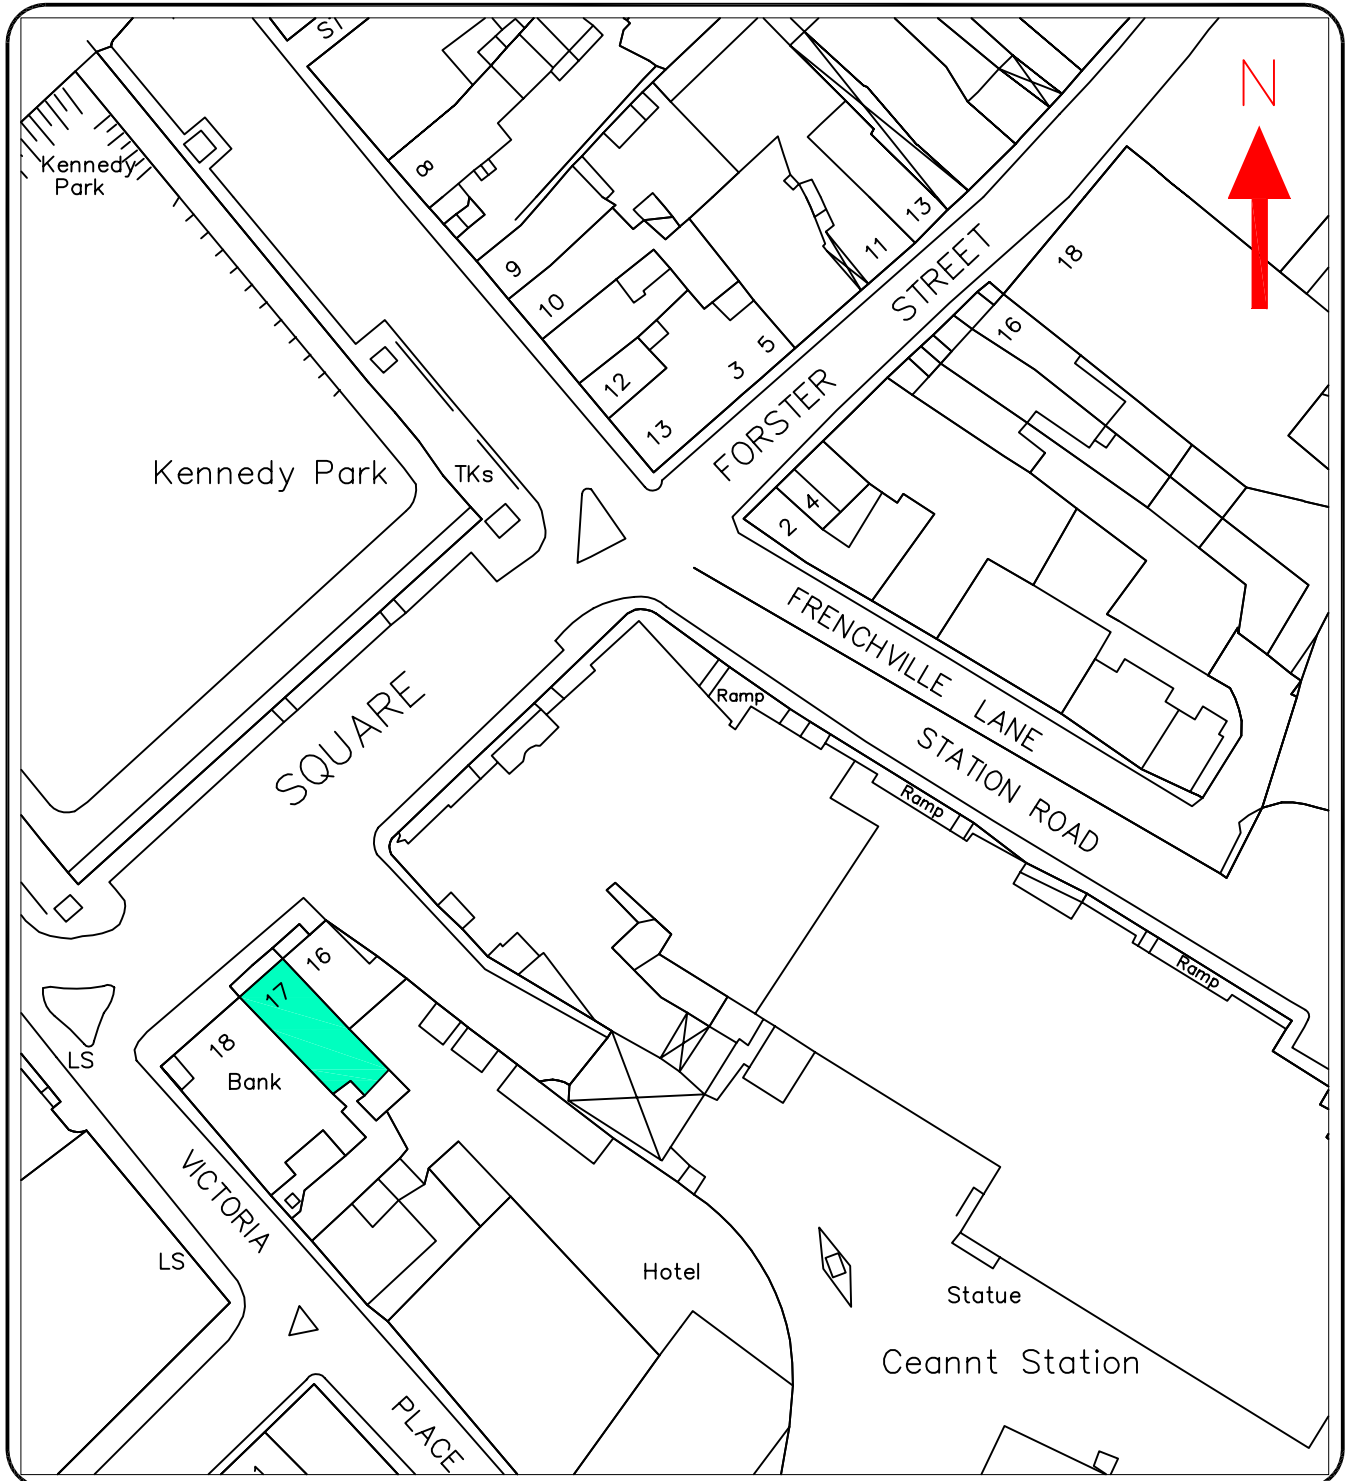 ST
N
Kennedy
Park
8
13
11
STREET
18
9
10
16
5
3
12
FORSTER
13
Kennedy Park
TKs
4
2
FRENCHVILLE LANE
SQUARE
Ramp
STATION ROAD
Ramp
16
Ramp
17
18
LS
Bank
VICTORIA
LS
Hotel
Statue
Ceannt Station
PLACE
1